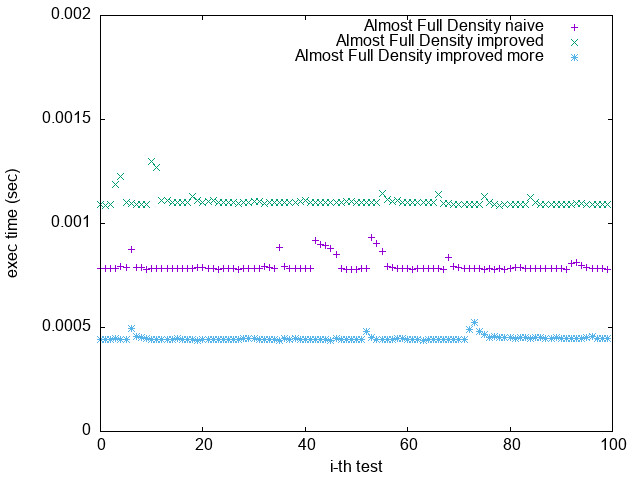 0.002
Almost Full Density naive
Almost Full Density improved
Almost Full Density improved more
0.0015
0.001
0.0005
0
exec time (sec)
0 20 40 60 80 100
i-th test